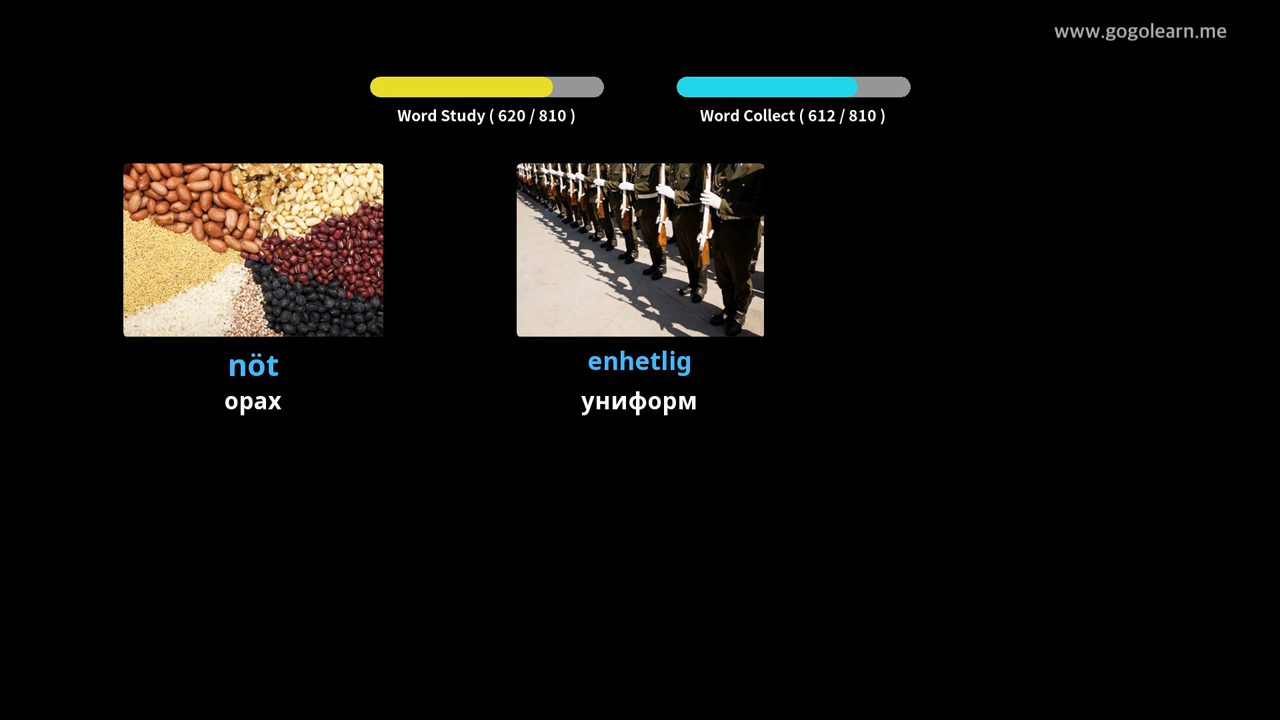 www.gogolearn.me
Word Study ( 620 / 810 )
Word Collect ( 612 / 810 )
nöt
орах
enhetlig
униформ